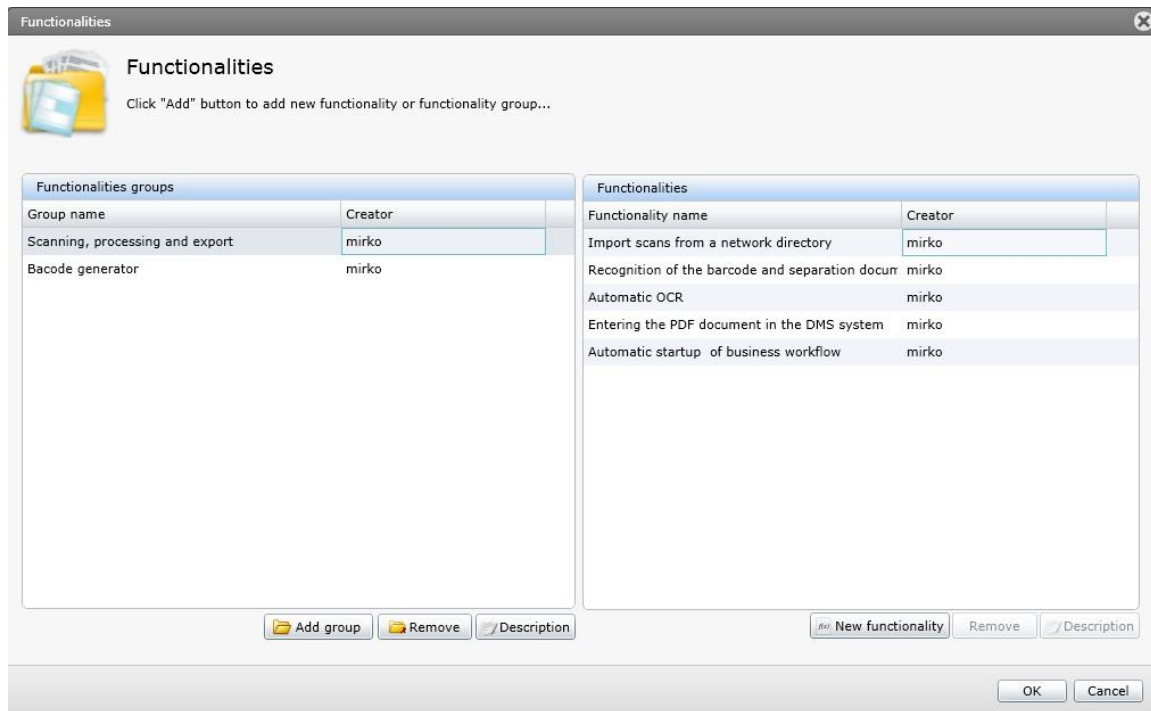 Functionalities
Functionalities
Click "Add" button to add new functionality or functionality group...
Functionalities groups
Group name Creator
Scanning, processing and export mirko
Bacode generator mirko
Add group Remove Description
Functionalities
Functionality name Creator
Import scans from a network directory mirko
Recognition of the barcode and separation docum mirko
Automatic OCR mirko
Entering the PDF document in the DMS system mirko
Automatic startup of business workflow mirko
f(x) New functionality Remove Description
OK Cancel